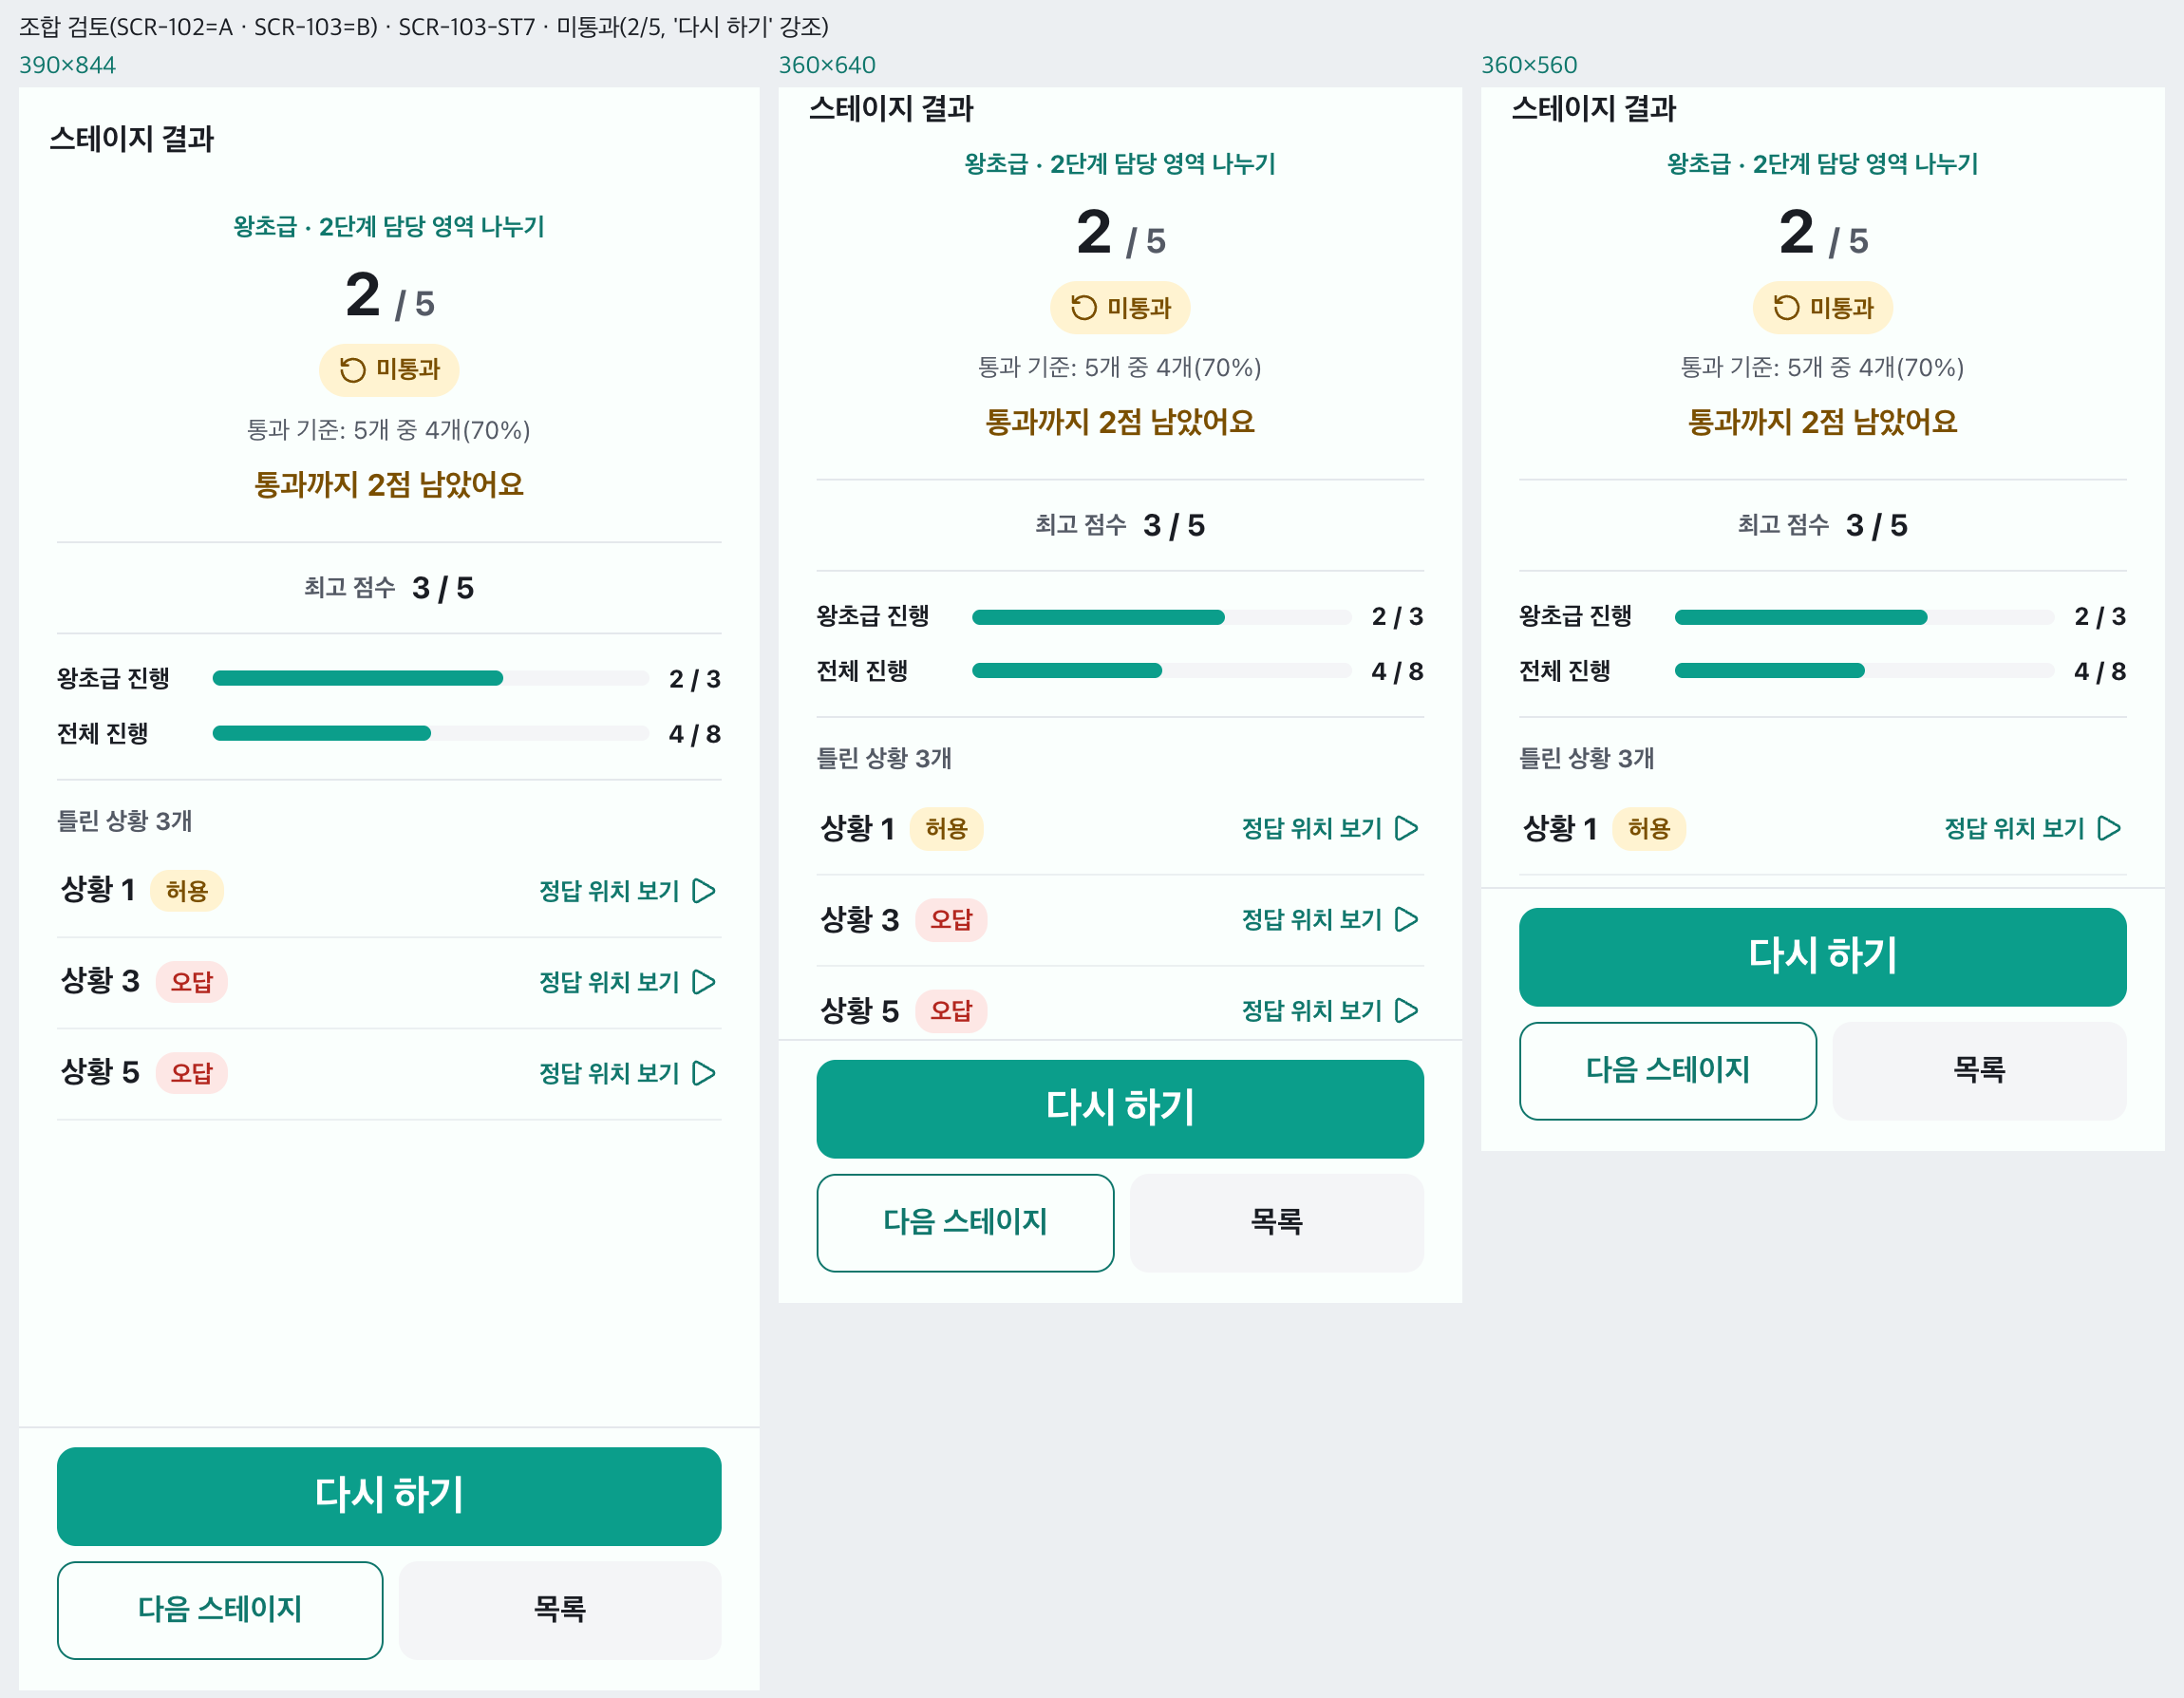 조합 검토(SCR-102=A · SCR-103=B) · SCR-103-ST7 · 미통과(2/5, '다시 하기' 강조)
390×844
스테이지 결과
왕초급 · 2단계 담당 영역 나누기
2 / 5
미통과
통과 기준: 5개 중 4개(70%)
통과까지 2점 남았어요
최고 점수 3 / 5
왕초급 진행 2 / 3
전체 진행 4 / 8
틀린 상황 3개
상황 1 허용 정답 위치 보기
상황 3 오답 정답 위치 보기
상황 5 오답 정답 위치 보기
다시 하기
다음 스테이지 목록
360×640
스테이지 결과
왕초급 · 2단계 담당 영역 나누기
2 / 5
미통과
통과 기준: 5개 중 4개(70%)
통과까지 2점 남았어요
최고 점수 3 / 5
왕초급 진행 2 / 3
전체 진행 4 / 8
틀린 상황 3개
상황 1 허용 정답 위치 보기
상황 3 오답 정답 위치 보기
상황 5 오답 정답 위치 보기
다시 하기
다음 스테이지 목록
360×560
스테이지 결과
왕초급 · 2단계 담당 영역 나누기
2 / 5
미통과
통과 기준: 5개 중 4개(70%)
통과까지 2점 남았어요
최고 점수 3 / 5
왕초급 진행 2 / 3
전체 진행 4 / 8
틀린 상황 3개
상황 1 허용 정답 위치 보기
다시 하기
다음 스테이지 목록